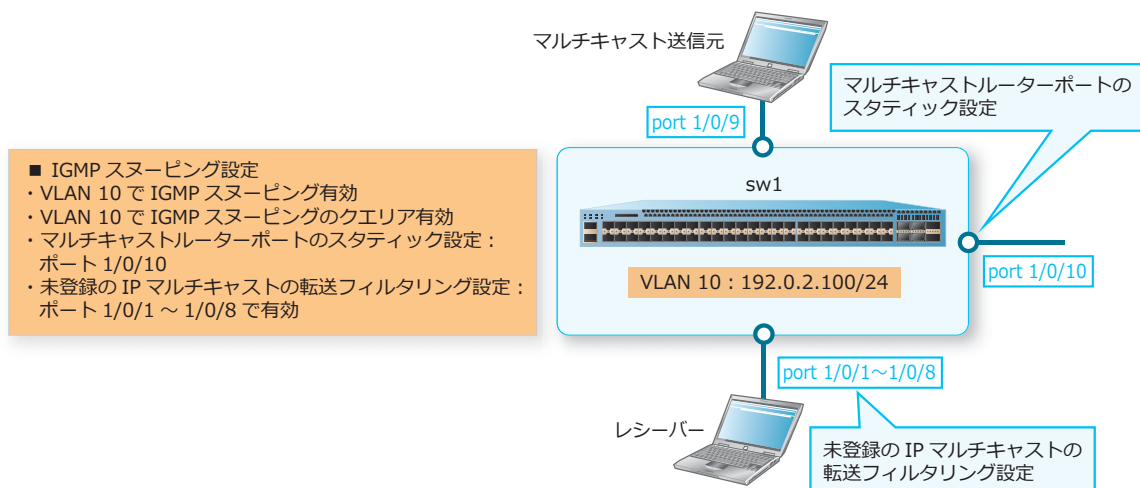 マルチキャスト送信元
マルチキャストルーターポートの
スタティック設定
port 1/0/9
■ IGMP スヌーピング設定
・VLAN 10 で IGMP スヌーピング有効
・VLAN 10 で IGMP スヌーピングのクエリア有効
・マルチキャストルーターポートのスタティック設定：
ポート 1/0/10
・未登録の IP マルチキャストの転送フィルタリング設定：
ポート 1/0/1 ～ 1/0/8 で有効
sw1
VLAN 10：192.0.2.100/24
port 1/0/10
port 1/0/1～1/0/8
レシーバー
未登録の IP マルチキャストの
転送フィルタリング設定